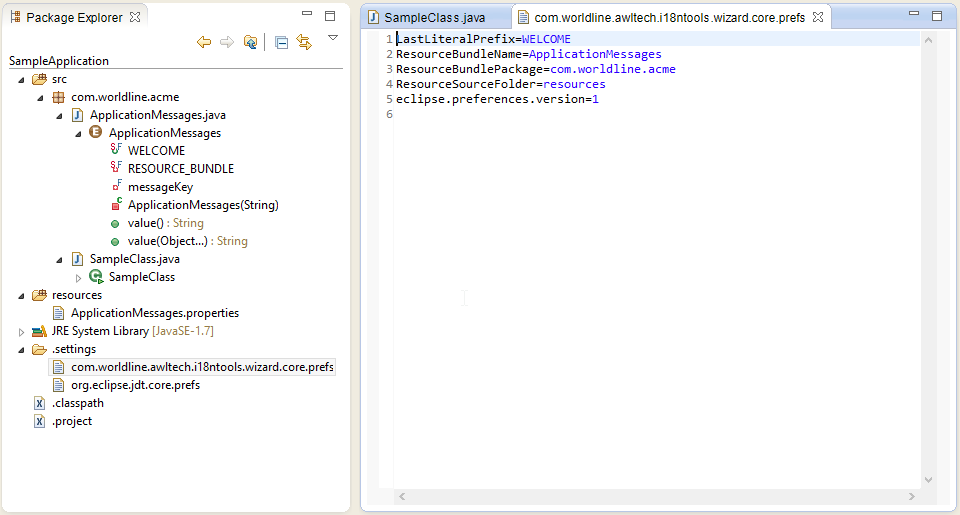 Package Explorer
SampleApplication
src
com.worldline.acme
ApplicationMessages.java
ApplicationMessages
WELCOME
RESOURCE_BUNDLE
messageKey
ApplicationMessages(String)
value() : String
value(Object...) : String
SampleClass.java
SampleClass
resources
ApplicationMessages.properties
JRE System Library [JavaSE-1.7]
.settings
com.worldline.awltech.i18ntools.wizard.core.prefs
org.eclipse.jdt.core.prefs
.classpath
.project
SampleClass.java
com.worldline.awltech.i18ntools.wizard.core.prefs
1 LastLiteralPrefix=WELCOME
2 ResourceBundleName=ApplicationMessages
3 ResourceBundlePackage=com.worldline.acme
4 ResourceSourceFolder=resources
5 eclipse.preferences.version=1
6